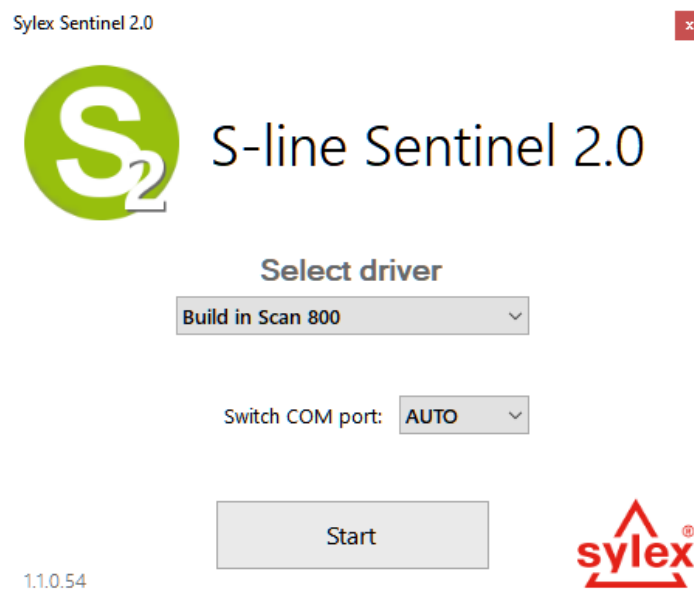 Sylex Sentinel 2.0
x
S2
S-line Sentinel 2.0
Select driver
Build in Scan 800
Switch COM port: AUTO
Start
sylex®
1.1.0.54